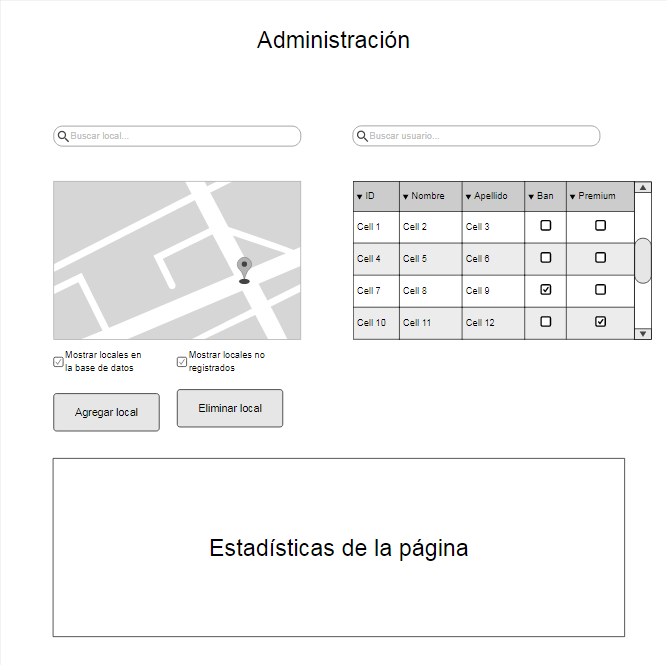 Administración
Buscar local...
Buscar usuario...
ID Nombre Apellido Ban Premium
Cell 1 Cell 2 Cell 3
Cell 4 Cell 5 Cell 6
Cell 7 Cell 8 Cell 9
Cell 10 Cell 11 Cell 12
Mostrar locales en
la base de datos
Mostrar locales no
registrados
Agregar local
Eliminar local
Estadísticas de la página